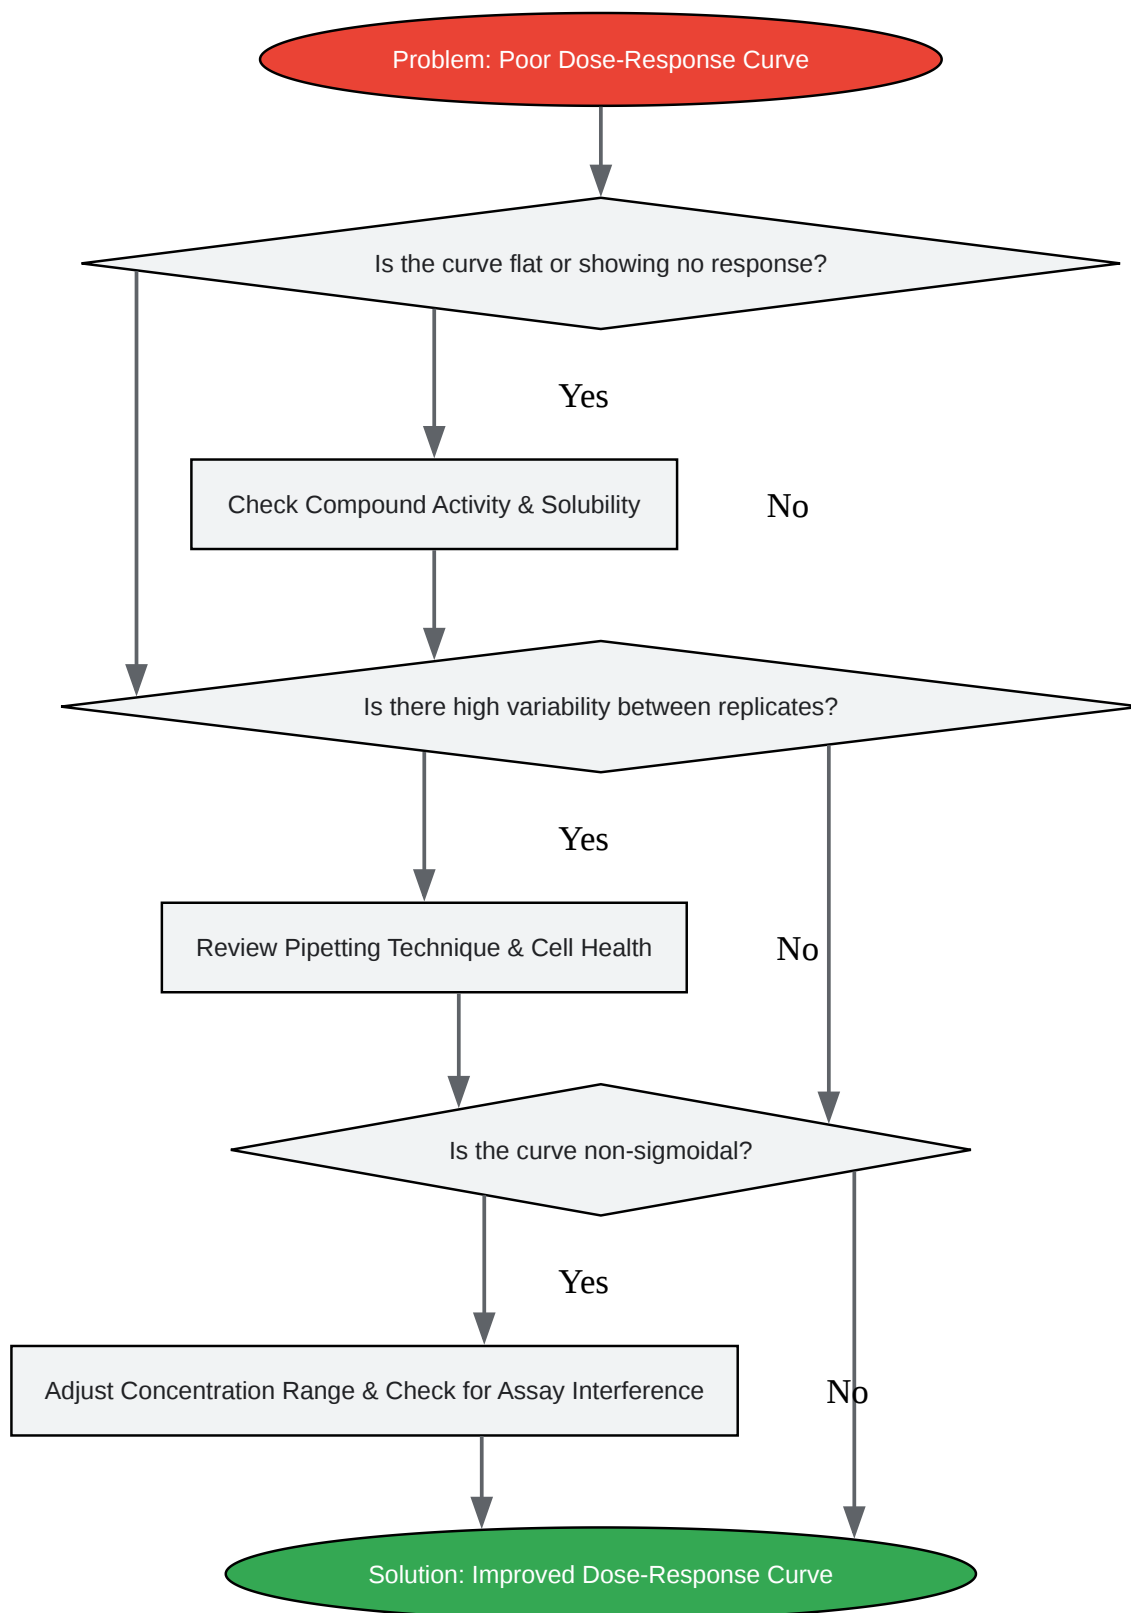 Problem: Poor Dose-Response Curve
Is the curve flat or showing no response?
Yes
Check Compound Activity & Solubility
No
Is there high variability between replicates?
Yes
Review Pipetting Technique & Cell Health
No
Is the curve non-sigmoidal?
Yes
Adjust Concentration Range & Check for Assay Interference
No
Solution: Improved Dose-Response Curve